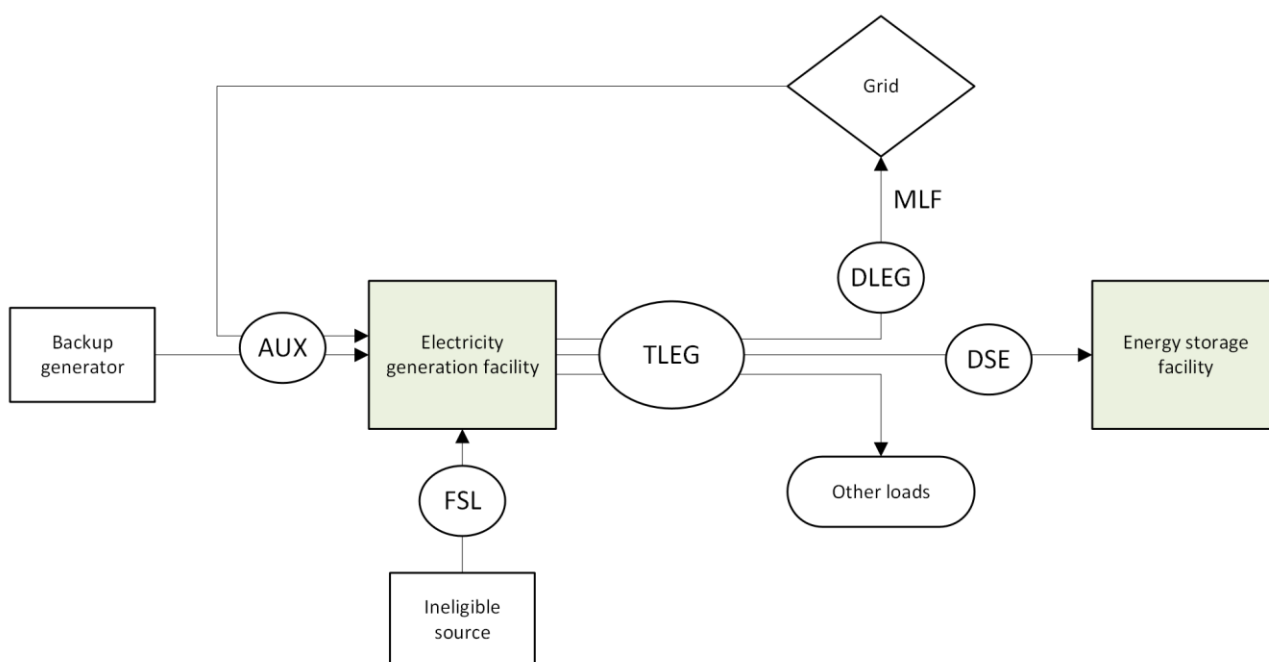 Grid
MLF
DLEG
Backup
generator
AUX
Electricity
generation facility
TLEG
DSE
Energy storage
facility
FSL
Other loads
Ineligible
source